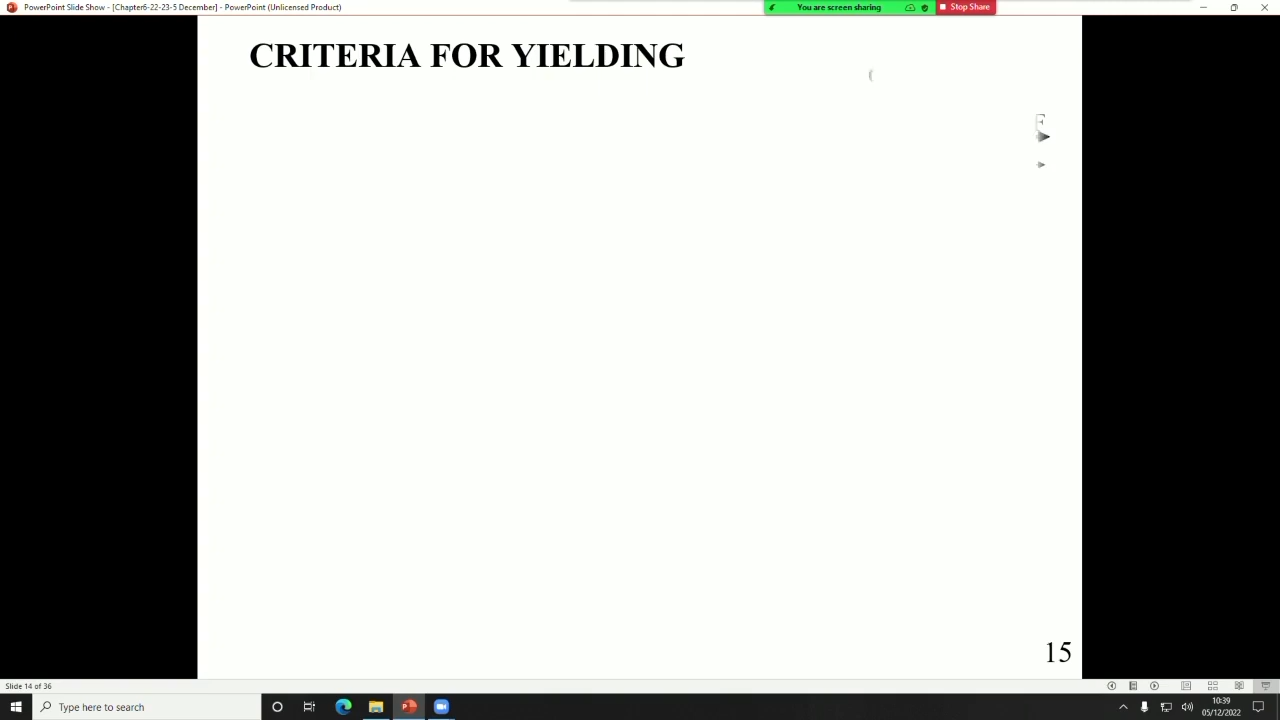 PowerPoint Slide Show - [Chapter6-22-23-5 December] - PowerPoint (Unlicensed Product)
You are screen sharing
Stop Share
CRITERIA FOR YIELDING
15
Slide 14 of 36
Type here to search
10:39
05/12/2022